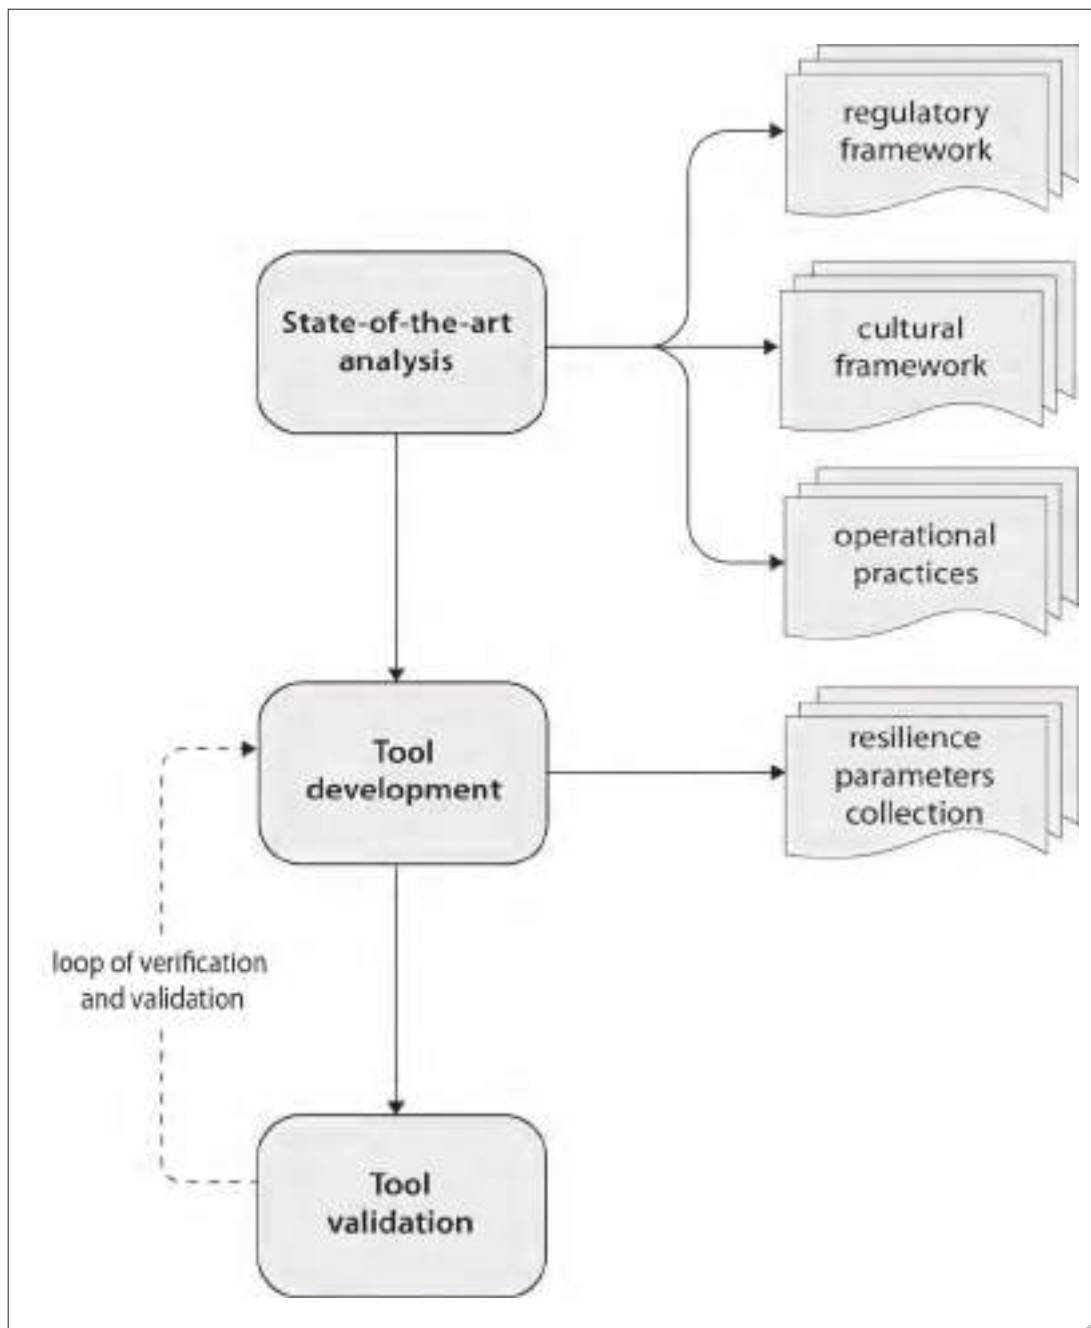 regulatory
framework
State-of-the-art
analysis
cultural
framework
operational
practices
Tool
development
resilience
parameters
collection
loop of verification
and validation
Tool
validation